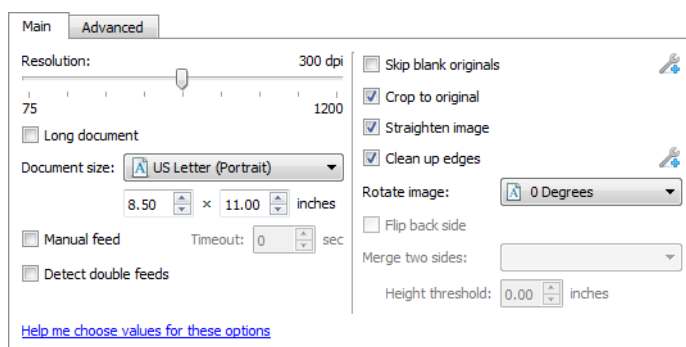 Main
Advanced
Resolution:
300 dpi
75
1200
Long document
Document size:
US Letter (Portrait)
8.50 × 11.00 inches
Manual feed
Timeout: 0 sec
Detect double feeds
Help me choose values for these options
Skip blank originals
Crop to original
Straighten image
Clean up edges
Rotate image:
0 Degrees
Flip back side
Merge two sides:
Height threshold: 0.00 inches